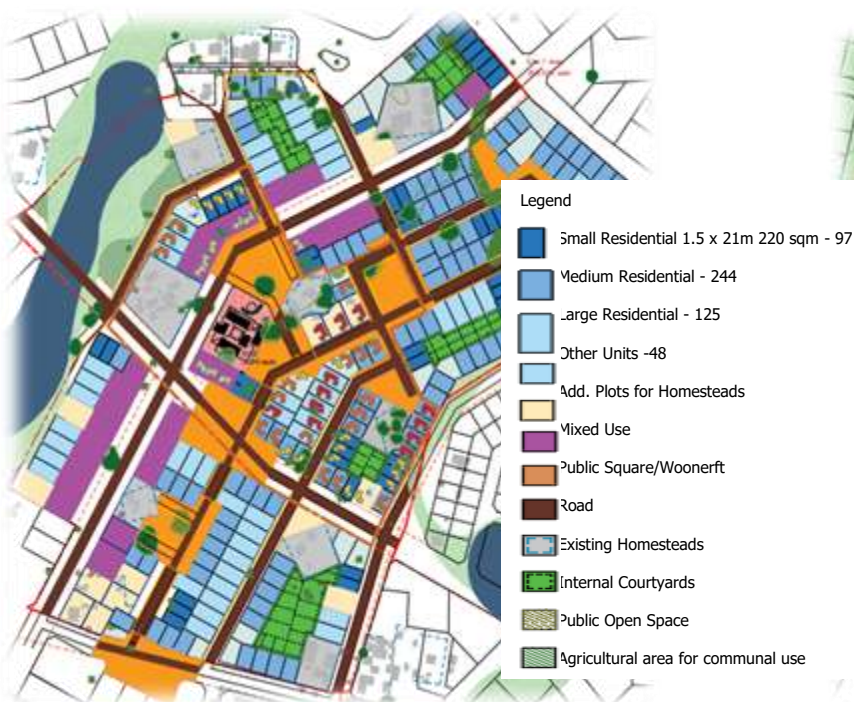 Legend
Small Residential 1.5 x 21m 220 sqm - 97
Medium Residential - 244
Large Residential - 125
Other Units -48
Add. Plots for Homesteads
Mixed Use
Public Square/Woonerft
Road
Existing Homesteads
Internal Courtyards
Public Open Space
Agricultural area for communal use